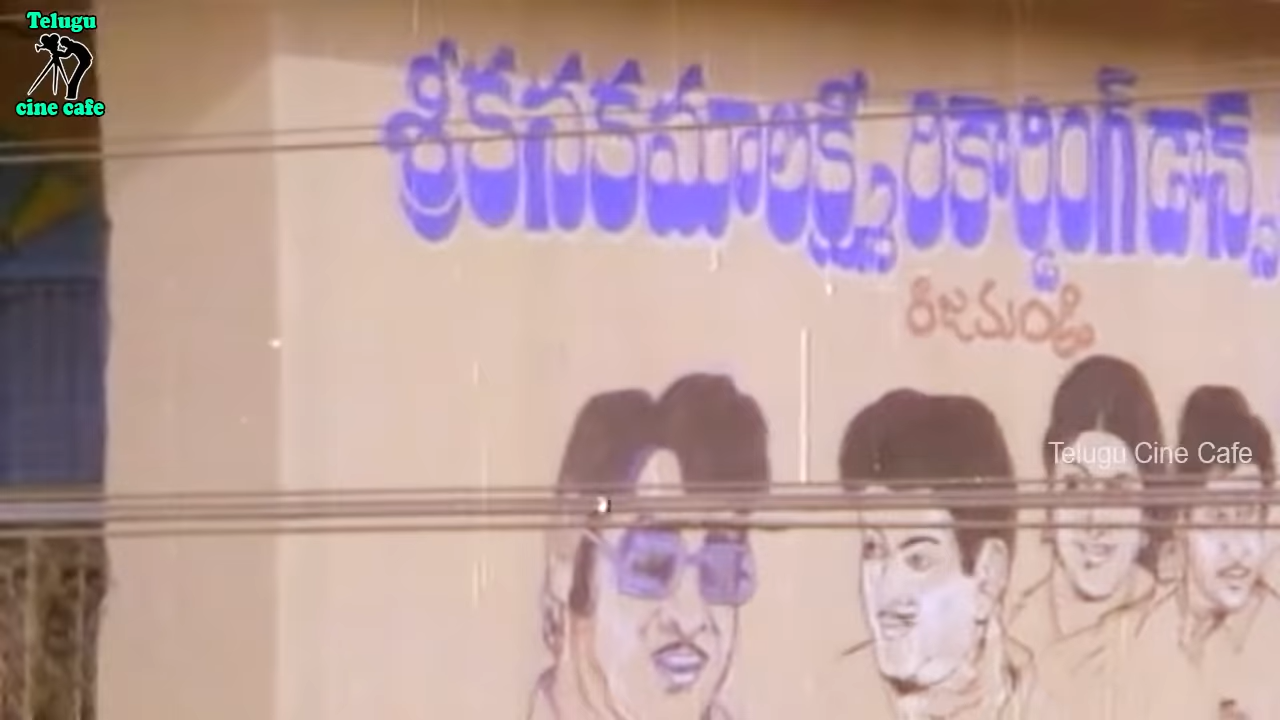 Telugu
cine cafe
శ్రీ కనకమాలక్ష్మీ రికార్డింగ్ డాన్స్
రిజమండ్రి
Telugu Cine Cafe